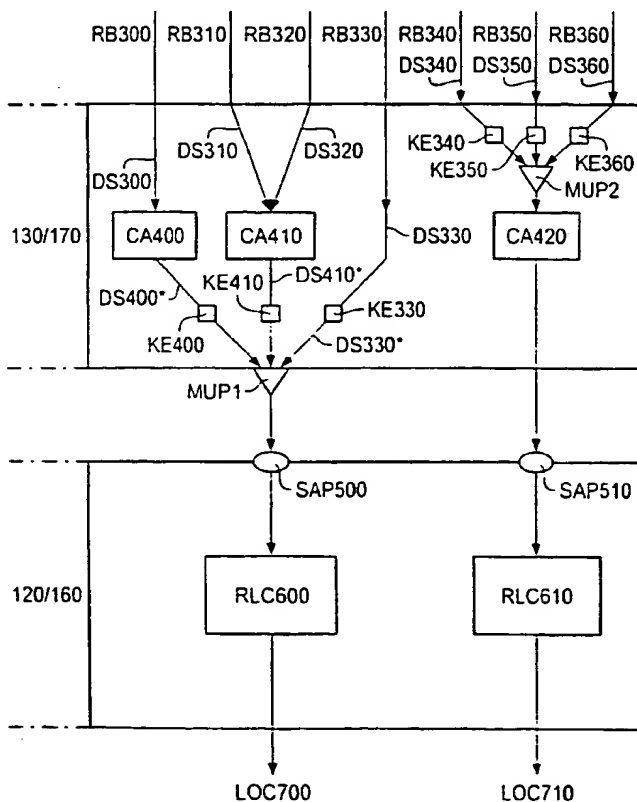 RB300 RB310 RB320 RB330 RB340 RB350 RB360
DS340 DS350 DS360
KE340
DS310 DS320 KE350 KE360
DS300 MUP2
130/170 CA400 CA410 DS330 CA420
DS400* KE410 DS410*
KE400 KE330
DS330*
MUP1
SAP500 SAP510
120/160 RLC600 RLC610
LOC700 LOC710